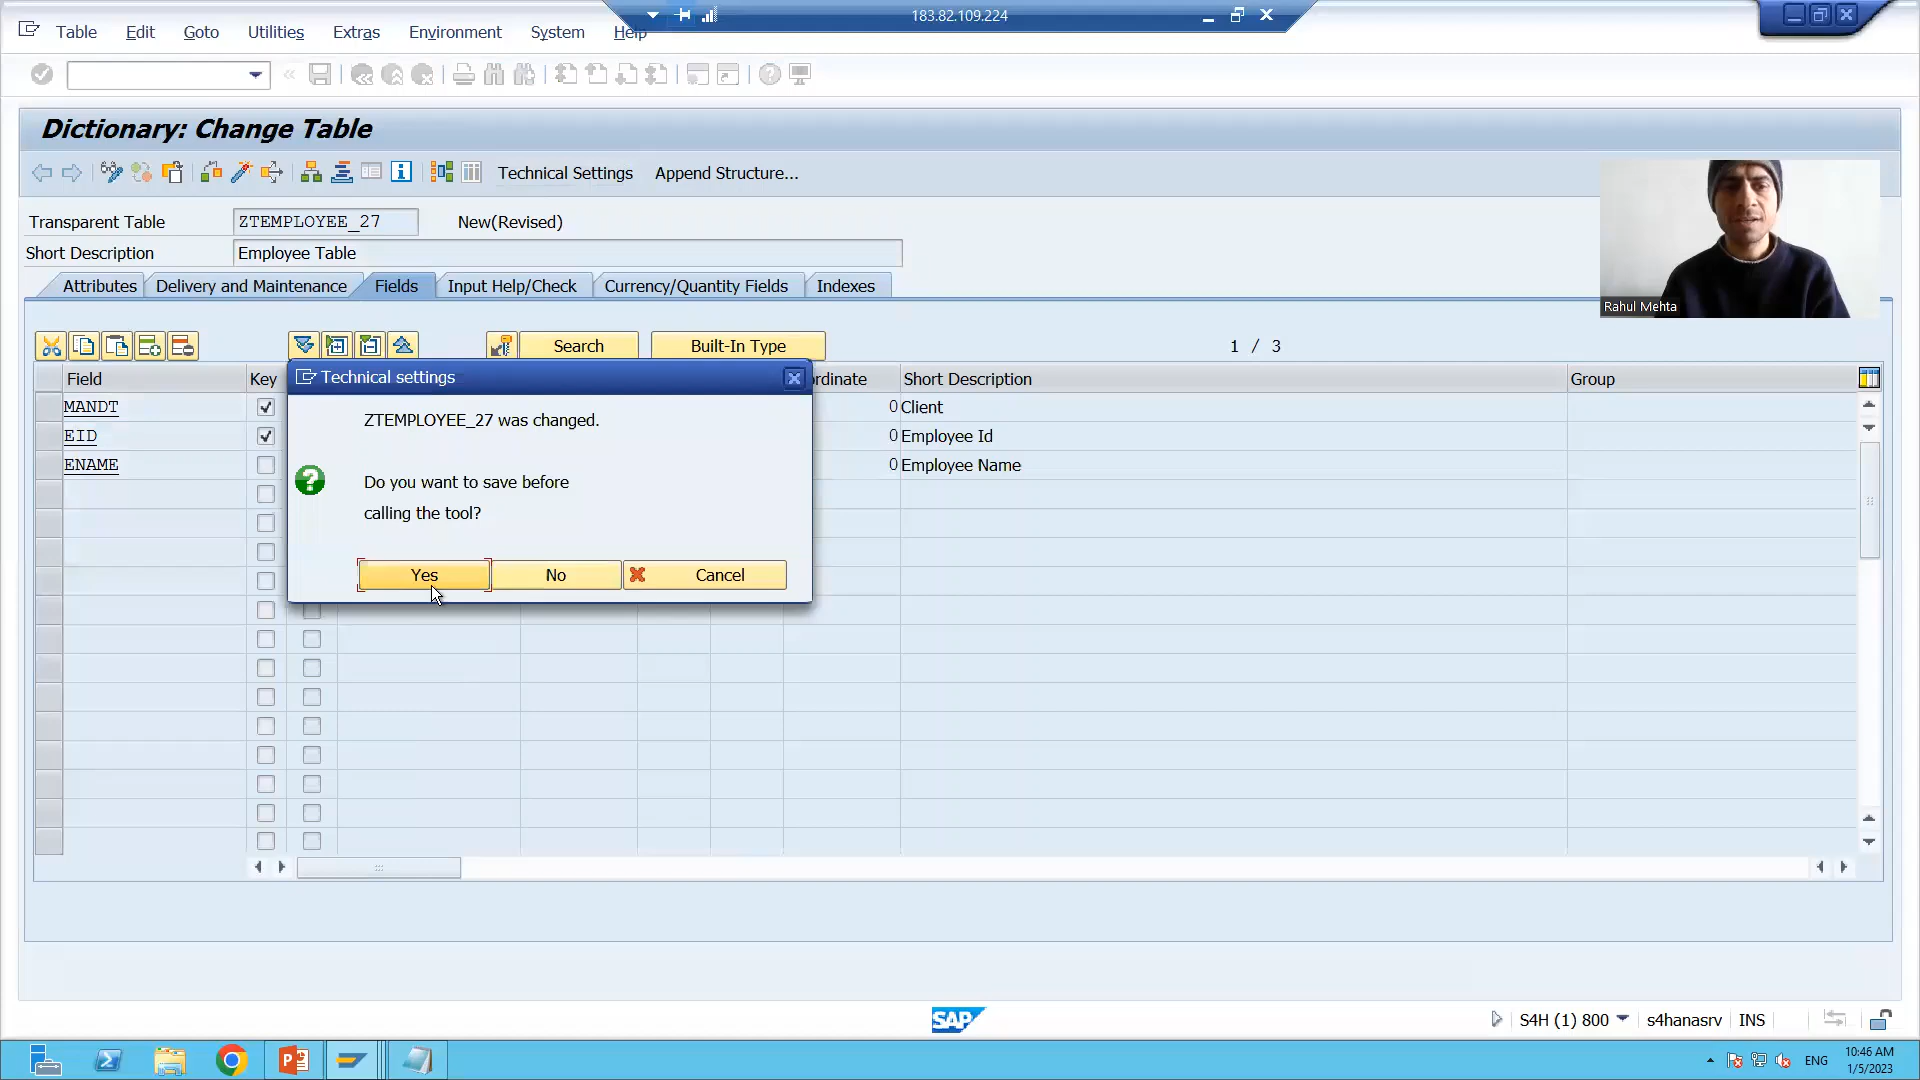 183.82.109.224
Table Edit Goto Utilities Extras Environment System Help
Dictionary: Change Table
Technical Settings Append Structure...
Transparent Table ZTEMPLOYEE_27 New(Revised)
Short Description Employee Table
Attributes Delivery and Maintenance Fields Input Help/Check Currency/Quantity Fields Indexes
Rahul Mehta
Search Built-In Type 1 / 3
Field Key ordinate Short Description Group
Technical settings
MANDT 0 Client
ZTEMPLOYEE_27 was changed.
EID 0 Employee Id
ENAME 0 Employee Name
Do you want to save before
calling the tool?
Yes No Cancel
SAP
S4H (1) 800 s4hanasrv INS
ENG
10:46 AM
1/5/2023